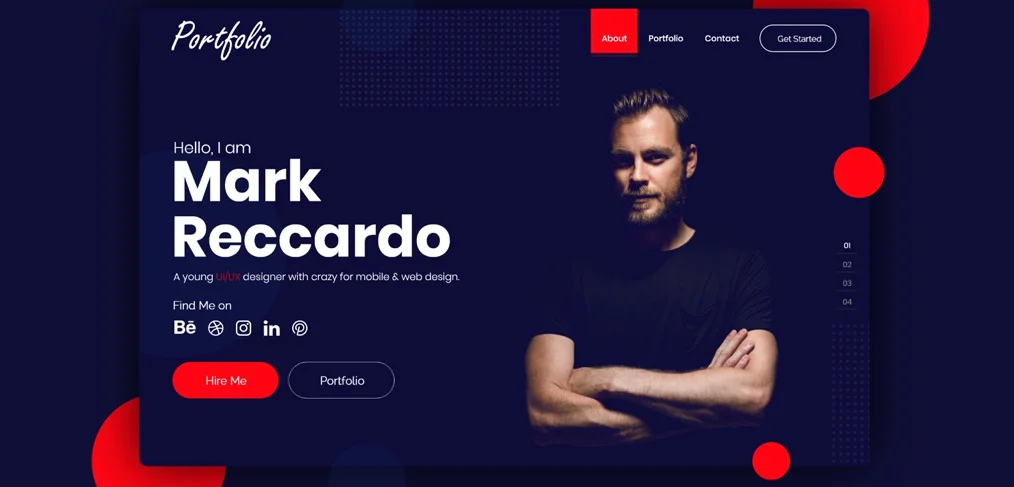 Portfolio
About Portfolio Contact Get Started
Hello, I am
Mark
Reccardo
A young UI/UX designer with crazy for mobile & web design.
Find Me on
Bē in
Hire Me Portfolio
01
02
03
04